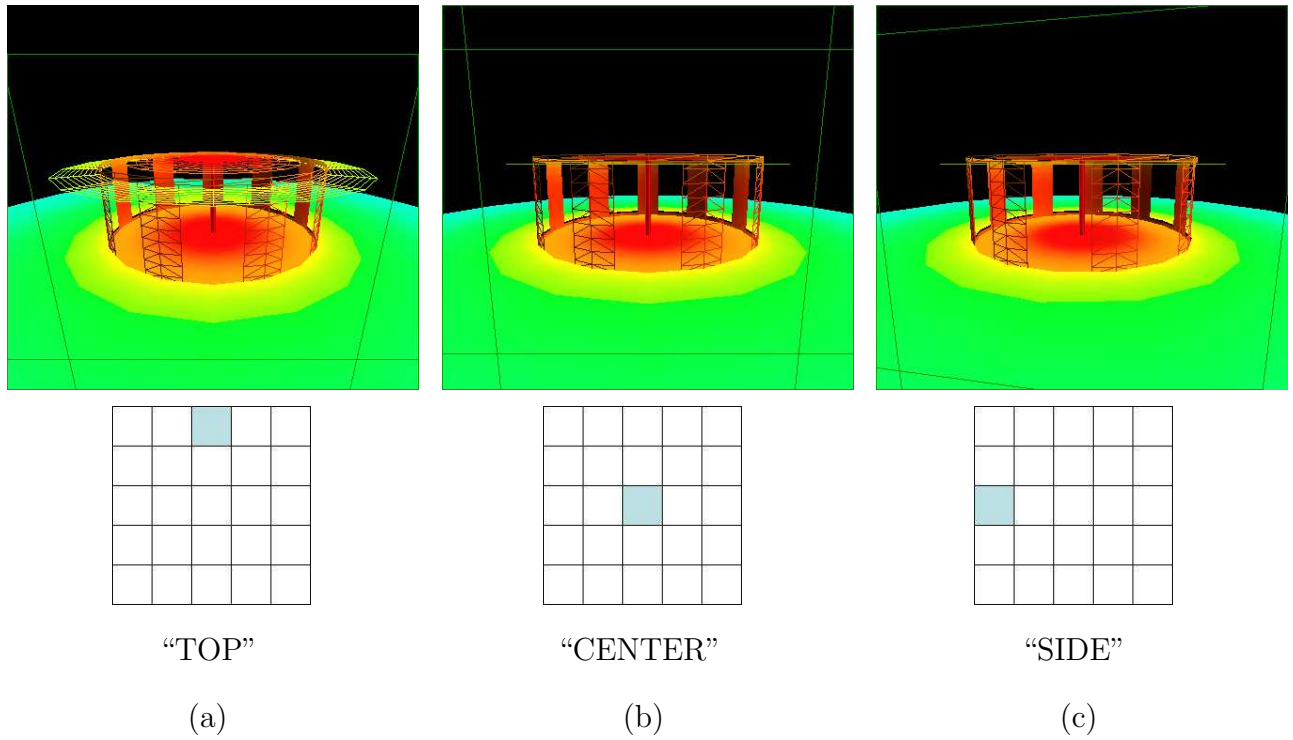 “TOP”
“CENTER”
“SIDE”
(a)
(b)
(c)